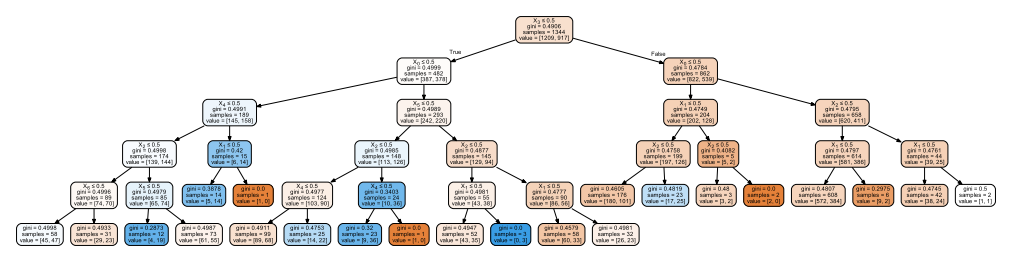 X₃ ≤ 0.5
gini = 0.4906
samples = 1344
value = [1209, 917]
True
False
≤ 0.5
gini = 0.4999
samples = 482
value = [387, 378]
≤ 0.5
gini = 0.4784
samples = 862
value = [822, 539]
X₄ ≤ 0.5
gini = 0.4991
samples = 189
value = [145, 158]
≤ 0.5
gini = 0.4989
samples = 293
value = [242, 220]
X₁ ≤ 0.5
gini = 0.4749
samples = 204
value = [202, 128]
X₂ ≤ 0.5
gini = 0.4795
samples = 658
value = [620, 411]
≤ 0.5
gini = 0.4998
samples = 174
value = [139, 144]
X₁ ≤ 0.5
gini = 0.42
samples = 15
value = [6, 14]
X₂ ≤ 0.5
gini = 0.4985
samples = 148
value = [113, 126]
≤ 0.5
gini = 0.4877
samples = 145
value = [129, 94]
≤ 0.5
gini = 0.4758
samples = 199
value = [197, 126]
≤ 0.5
gini = 0.4082
samples = 5
value = [5, 2]
X₁ ≤ 0.5
gini = 0.4797
samples = 614
value = [581, 386]
X₁ ≤ 0.5
gini = 0.4761
samples = 44
value = [39, 25]
≤ 0.5
gini = 0.4996
samples = 89
value = [74, 70]
≤ 0.5
gini = 0.4979
samples = 85
value = [65, 74]
gini = 0.3878
samples = 14
value = [5, 14]
gini = 0.0
samples = 1
value = [1, 0]
X₄ ≤ 0.5
gini = 0.4977
samples = 124
value = [103, 90]
X₄ ≤ 0.5
gini = 0.3403
samples = 24
value = [10, 36]
X₁ ≤ 0.5
gini = 0.4981
samples = 55
value = [43, 38]
X₁ ≤ 0.5
gini = 0.4777
samples = 90
value = [86, 56]
gini = 0.4605
samples = 176
value = [180, 101]
gini = 0.4819
samples = 23
value = [17, 25]
gini = 0.48
samples = 3
value = [3, 2]
gini = 0.0
samples = 2
value = [2, 0]
gini = 0.4807
samples = 608
value = [572, 384]
gini = 0.2975
samples = 6
value = [9, 2]
gini = 0.4745
samples = 42
value = [38, 24]
gini = 0.5
samples = 2
value = [1, 1]
gini = 0.4998
samples = 58
value = [45, 47]
gini = 0.4933
samples = 31
value = [29, 23]
gini = 0.2873
samples = 12
value = [4, 19]
gini = 0.4987
samples = 73
value = [61, 55]
gini = 0.4911
samples = 99
value = [89, 68]
gini = 0.4753
samples = 25
value = [14, 22]
gini = 0.32
samples = 23
value = [9, 36]
gini = 0.0
samples = 1
value = [1, 0]
gini = 0.4947
samples = 52
value = [43, 35]
gini = 0.0
samples = 3
value = [0, 3]
gini = 0.4579
samples = 58
value = [60, 33]
gini = 0.4981
samples = 32
value = [26, 23]